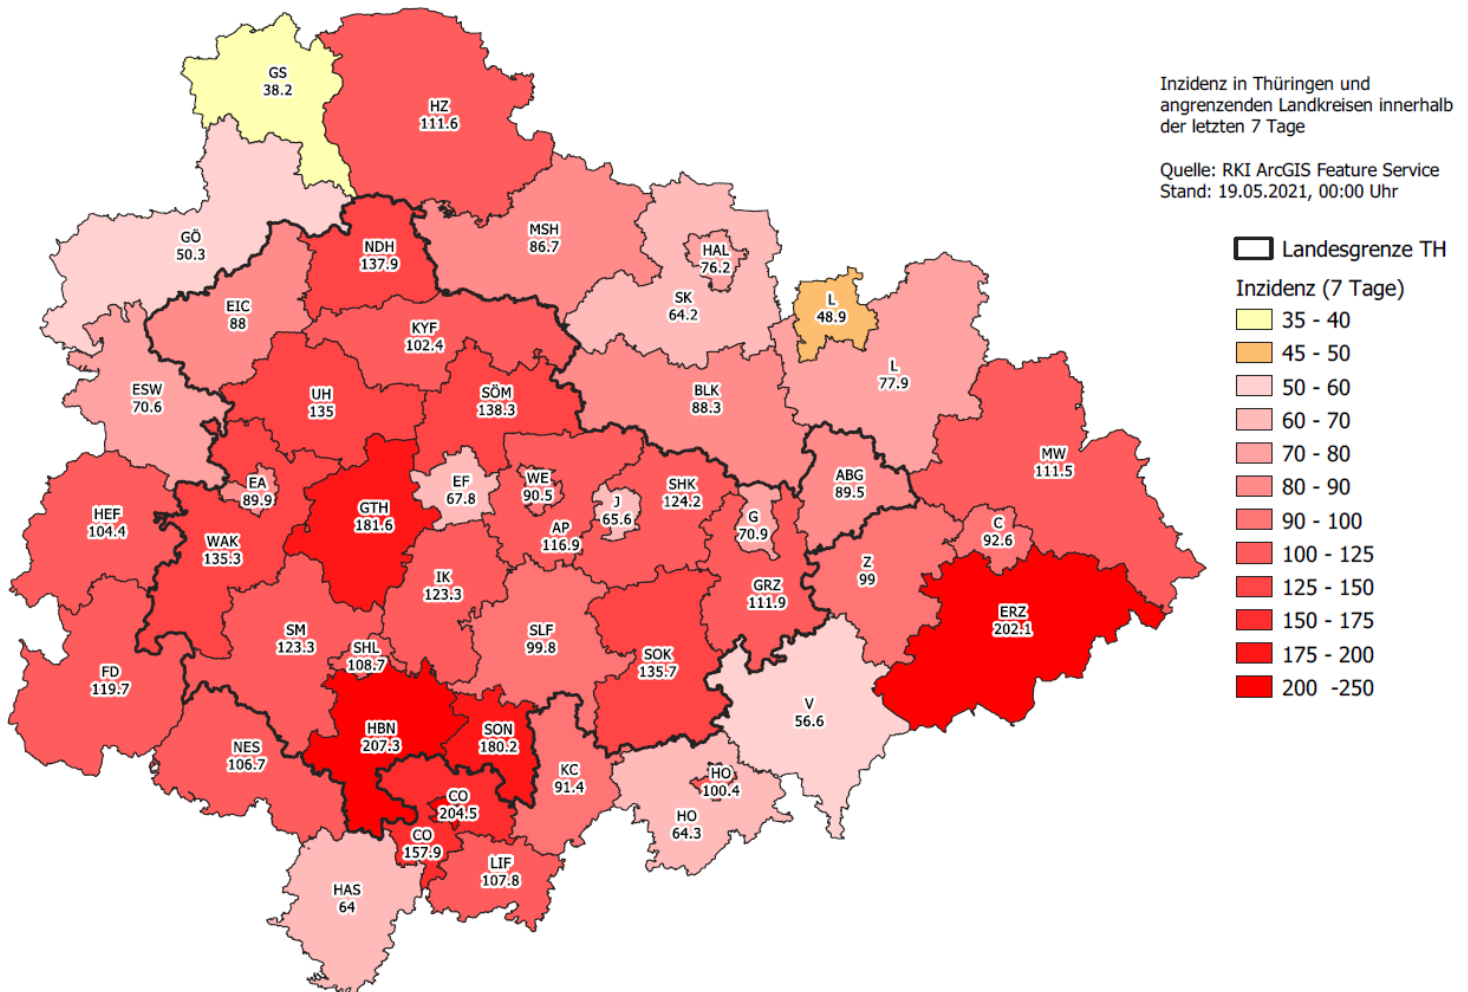 Inzidenz in Thüringen und
angrenzenden Landkreisen innerhalb
der letzten 7 Tage
Quelle: RKI ArcGIS Feature Service
Stand: 19.05.2021, 00:00 Uhr
Landesgrenze TH
Inzidenz (7 Tage)
35 - 40
45 - 50
50 - 60
60 - 70
70 - 80
80 - 90
90 - 100
100 - 125
125 - 150
150 - 175
175 - 200
200 -250
GS
38.2
HZ
111.6
GÖ
50.3
NDH
137.9
MSH
86.7
HAL
76.2
SK
64.2
L
48.9
EIC
88
KYF
102.4
L
77.9
ESW
70.6
UH
135
SÖM
138.3
BLK
88.3
MW
111.5
HEF
104.4
EA
89.9
GTH
181.6
EF
67.8
WE
90.5
J
65.6
SHK
124.2
ABG
89.5
G
70.9
C
92.6
WAK
135.3
AP
116.9
IK
123.3
Z
99
GRZ
111.9
ERZ
202.1
SM
123.3
SHL
108.7
SLF
99.8
SOK
135.7
FD
119.7
V
56.6
NES
106.7
HBN
207.3
SON
180.2
KC
91.4
HO
100.4
CO
204.5
HO
64.3
CO
157.9
LIF
107.8
HAS
64